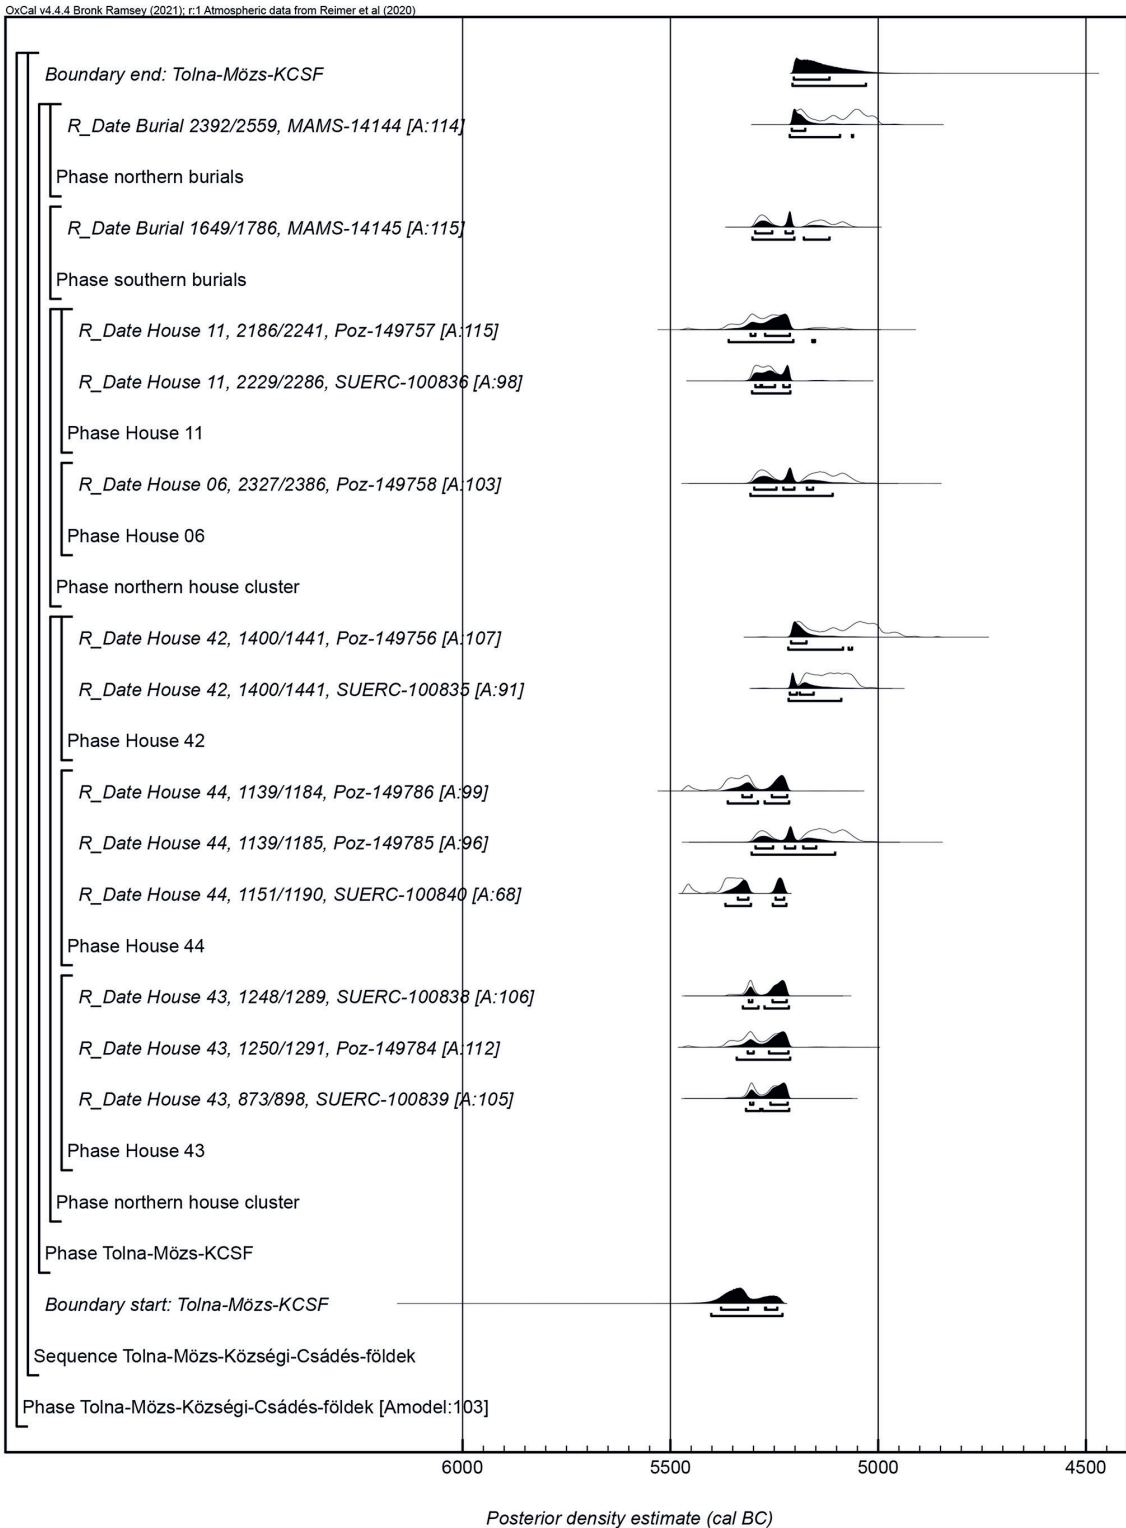 OxCal v4.4.4 Bronk Ramsey (2021); r:1 Atmospheric data from Reimer et al (2020)
Boundary end: Tolna-Mözs-KCSF
R_Date Burial 2392/2559, MAMS-14144 [A:114]
Phase northern burials
R_Date Burial 1649/1786, MAMS-14145 [A:115]
Phase southern burials
R_Date House 11, 2186/2241, Poz-149757 [A:115]
R_Date House 11, 2229/2286, SUERC-100836 [A:98]
Phase House 11
R_Date House 06, 2327/2386, Poz-149758 [A:103]
Phase House 06
Phase northern house cluster
R_Date House 42, 1400/1441, Poz-149756 [A:107]
R_Date House 42, 1400/1441, SUERC-100835 [A:91]
Phase House 42
R_Date House 44, 1139/1184, Poz-149786 [A:99]
R_Date House 44, 1139/1185, Poz-149785 [A:96]
R_Date House 44, 1151/1190, SUERC-100840 [A:68]
Phase House 44
R_Date House 43, 1248/1289, SUERC-100838 [A:106]
R_Date House 43, 1250/1291, Poz-149784 [A:112]
R_Date House 43, 873/898, SUERC-100839 [A:105]
Phase House 43
Phase northern house cluster
Phase Tolna-Mözs-KCSF
Boundary start: Tolna-Mözs-KCSF
Sequence Tolna-Mözs-Községi-Csádés-földek
Phase Tolna-Mözs-Községi-Csádés-földek [Amodel:103]
6000 5500 5000 4500
Posterior density estimate (cal BC)